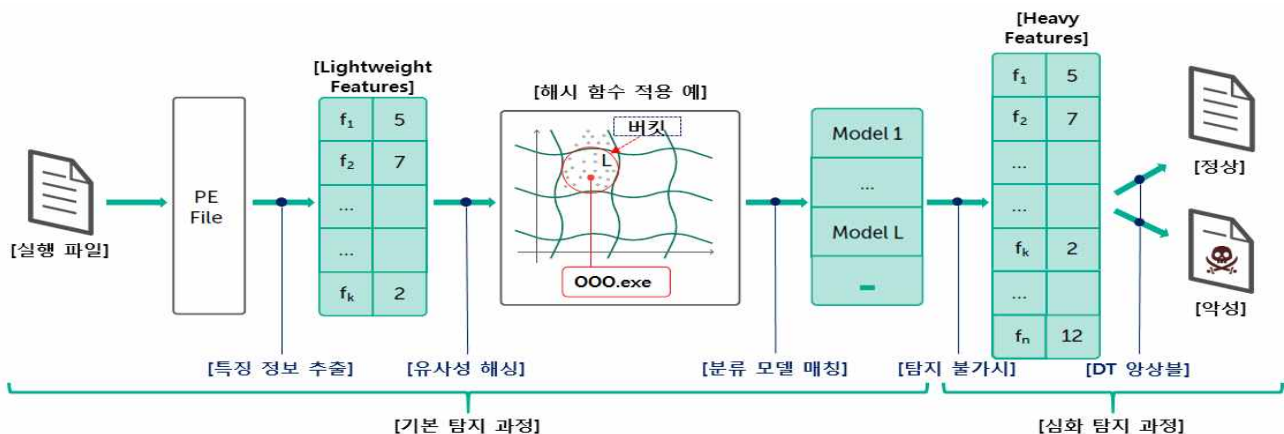 [실행 파일]
PE
File
[Lightweight
Features]
f₁ 5
f₂ 7
...
...
fₖ 2
[해시 함수 적용 예]
버킷
L
OOO.exe
Model 1
...
Model L
[Heavy
Features]
f₁ 5
f₂ 7
...
...
fₖ 2
...
fₙ 12
[정상]
[악성]
[특징 정보 추출]
[유사성 해싱]
[분류 모델 매칭]
[탐지 불가시]
[DT 앙상블]
[기본 탐지 과정]
[심화 탐지 과정]